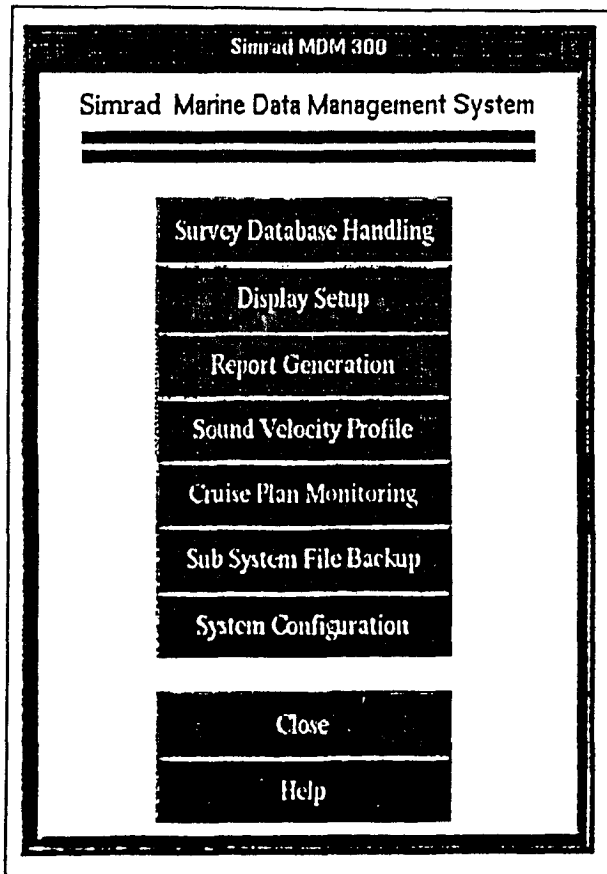 Simrad MDM 300
Simrad Marine Data Management System
Survey Database Handling
Display Setup
Report Generation
Sound Velocity Profile
Cruise Plan Monitoring
Sub System File Backup
System Configuration
Close
Help